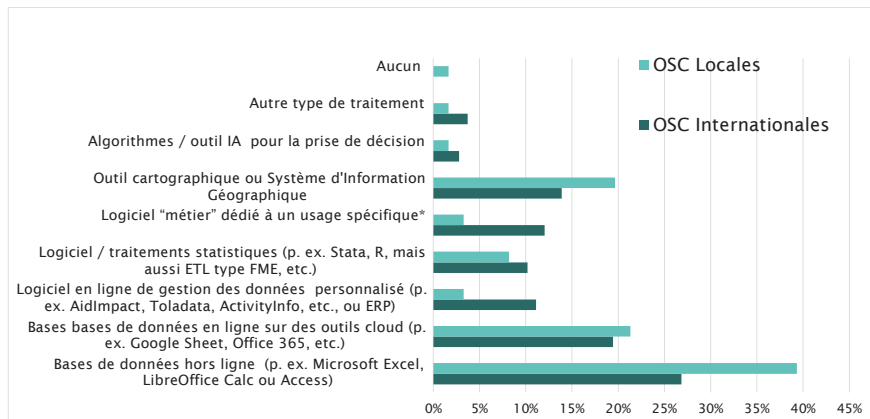 Aucun
OSC Locales
Autre type de traitement
OSC Internationales
Algorithmes / outil IA pour la prise de décision
Outil cartographique ou Système d'Information
Géographique
Logiciel “métier” dédié à un usage spécifique*
Logiciel / traitements statistiques (p. ex. Stata, R, mais
aussi ETL type FME, etc.)
Logiciel en ligne de gestion des données personnalisé (p.
ex. AidImpact, Toladata, ActivityInfo, etc., ou ERP)
Bases bases de données en ligne sur des outils cloud (p.
ex. Google Sheet, Office 365, etc.)
Bases de données hors ligne (p. ex. Microsoft Excel,
LibreOffice Calc ou Access)
0% 5% 10% 15% 20% 25% 30% 35% 40% 45%